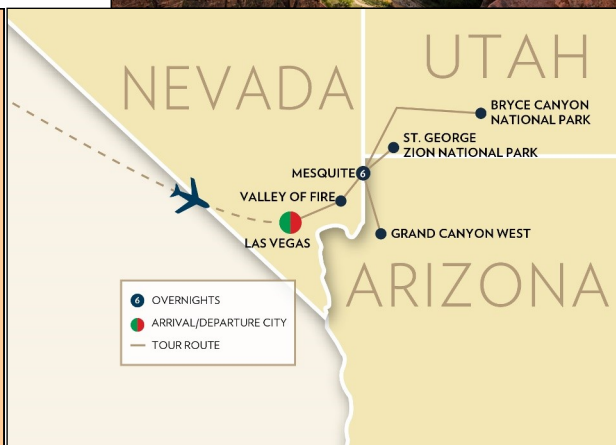 UTAH
NEVADA
BRYCE CANYON
NATIONAL PARK
ST. GEORGE
ZION NATIONAL PARK
MESQUITE 6
VALLEY OF FIRE
LAS VEGAS
GRAND CANYON WEST
ARIZONA
6 OVERNIGHTS
ARRIVAL/DEPARTURE CITY
TOUR ROUTE